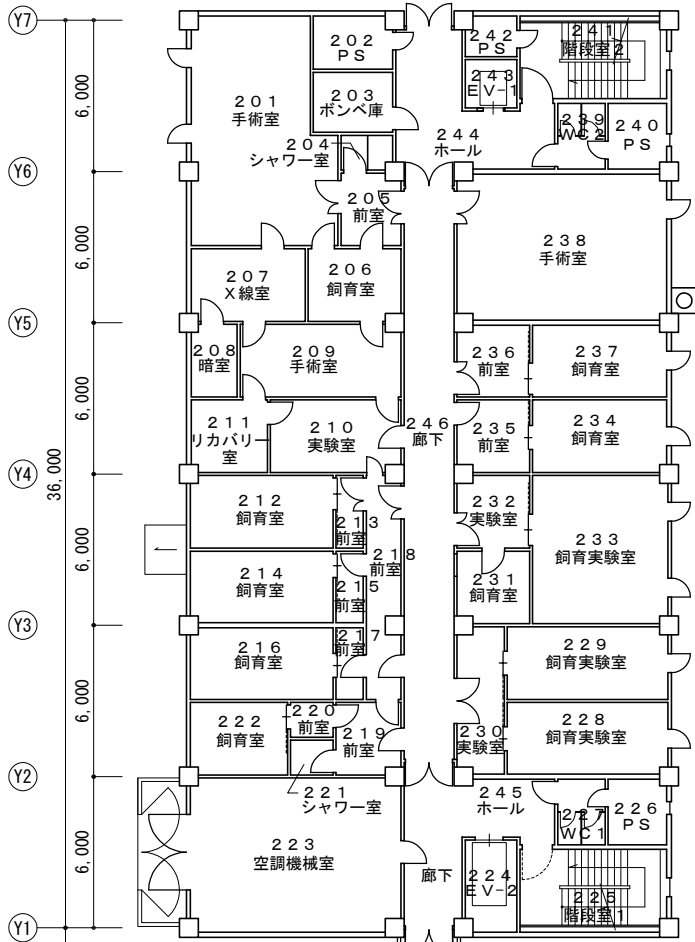 Y7
Y6
Y5
Y4
Y3
Y2
Y1
6,000
6,000
6,000
6,000
6,000
6,000
36,000
201
手術室
202
PS
203
ボンベ庫
204
シャワー室
205
前室
206
飼育室
207
X線室
208
暗室
209
手術室
210
実験室
211
リカバリー
室
212
飼育室
213
前室
214
飼育室
215
前室
216
飼育室
217
前室
218
前室
219
前室
220
前室
221
シャワー室
222
飼育室
223
空調機械室
廊下
224
EV-2
225
階段室1
226
PS
227
WC1
228
飼育実験室
229
飼育実験室
230
実験室
231
飼育室
232
実験室
233
飼育実験室
234
飼育室
235
前室
236
前室
237
飼育室
238
手術室
239
WC2
240
PS
241
階段室2
242
PS
243
EV-1
244
ホール
245
ホール
246
廊下